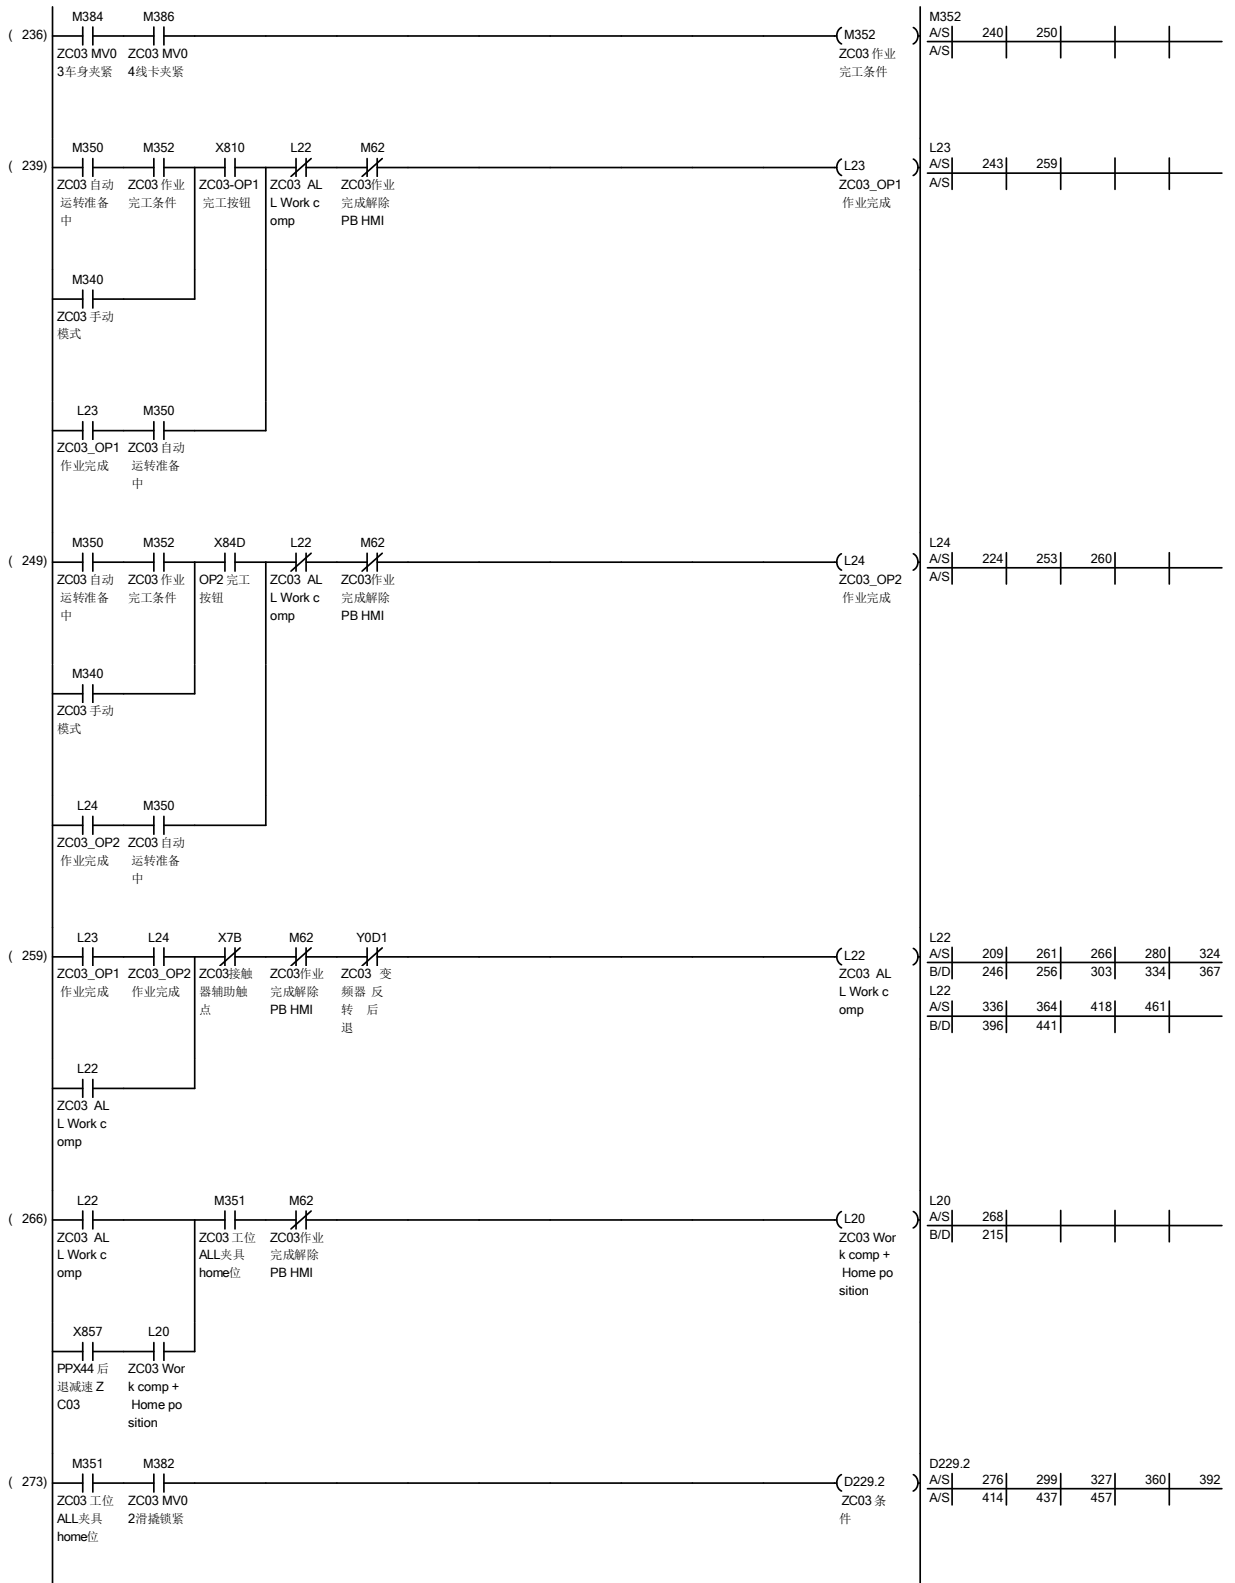 M384 M386 M352
( 236) ( M352 ) A/S 240 250
ZC03 MV0 ZC03 MV0 ZC03 作业 A/S
3车身夹紧 4线卡夹紧 完工条件
M350 M352 X810 L22 M62 L23
( 239) ( L23 ) A/S 243 259
ZC03 自动 ZC03 作业 ZC03-OP1 ZC03 AL ZC03作业 ZC03_OP1 A/S
运转准备 完工条件 完工按钮 L Work c 完成解除 作业完成
中 omp PB HMI
M340
ZC03 手动
模式
L23 M350
ZC03_OP1 ZC03 自动
作业完成 运转准备
中
M350 M352 X84D L22 M62 L24
( 249) ( L24 ) A/S 224 253 260
ZC03 自动 ZC03 作业 OP2 完工 ZC03 AL ZC03作业 ZC03_OP2 A/S
运转准备 完工条件 按钮 L Work c 完成解除 作业完成
中 omp PB HMI
M340
ZC03 手动
模式
L24 M350
ZC03_OP2 ZC03 自动
作业完成 运转准备
中
L23 L24 X7B M62 Y0D1 L22
( 259) ( L22 ) A/S 209 261 266 280 324
ZC03_OP1 ZC03_OP2 ZC03接触 ZC03作业 ZC03 变 ZC03 AL B/D 246 256 303 334 367
作业完成 作业完成 器辅助触 完成解除 频器 反 L Work c L22
点 PB HMI 转 后 omp A/S 336 364 418 461
退 B/D 396 441
L22
ZC03 AL
L Work c
omp
L22 M351 M62 L20
( 266) ( L20 ) A/S 268
ZC03 AL ZC03 工位 ZC03作业 ZC03 Wor B/D 215
L Work c ALL夹具 完成解除 k comp +
omp home位 PB HMI Home po
sition
X857 L20
PPX44 后 ZC03 Wor
退减速 Z k comp +
C03 Home po
sition
M351 M382 D229.2
( 273) ( D229.2 ) A/S 276 299 327 360 392
ZC03 工位 ZC03 MV0 ZC03 条 A/S 414 437 457
ALL夹具 2滑撬锁紧 件
home位